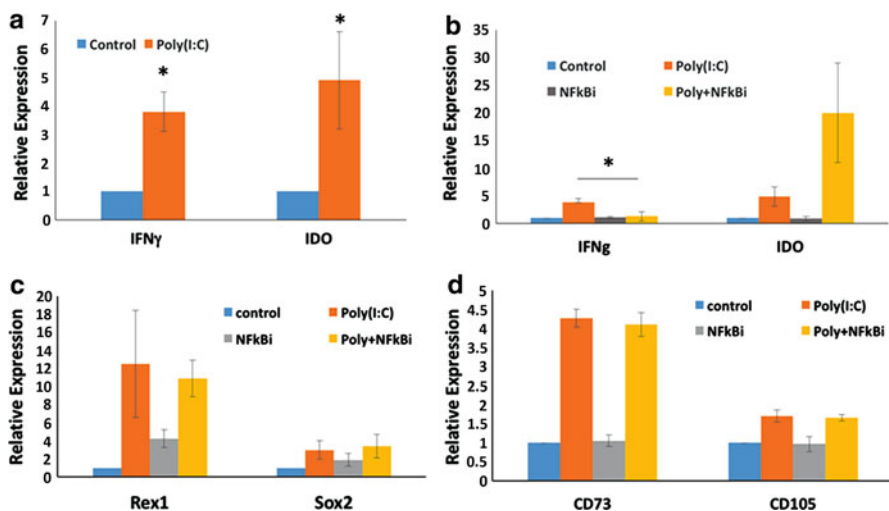 a
Relative Expression
7
6
5
4
3
2
1
0
Control Poly(I:C)
*
*
IFNγ IDO
b
Relative Expression
35
30
25
20
15
10
5
0
Control Poly(I:C)
NFkBi Poly+NFkBi
*
IFNg IDO
c
Relative Expression
20
18
16
14
12
10
8
6
4
2
0
control Poly(I:C)
NFkBi Poly+NFkBi
Rex1 Sox2
d
Relative Expression
5
4.5
4
3.5
3
2.5
2
1.5
1
0.5
0
control Poly(I:C)
NFkBi Poly+NFkBi
CD73 CD105